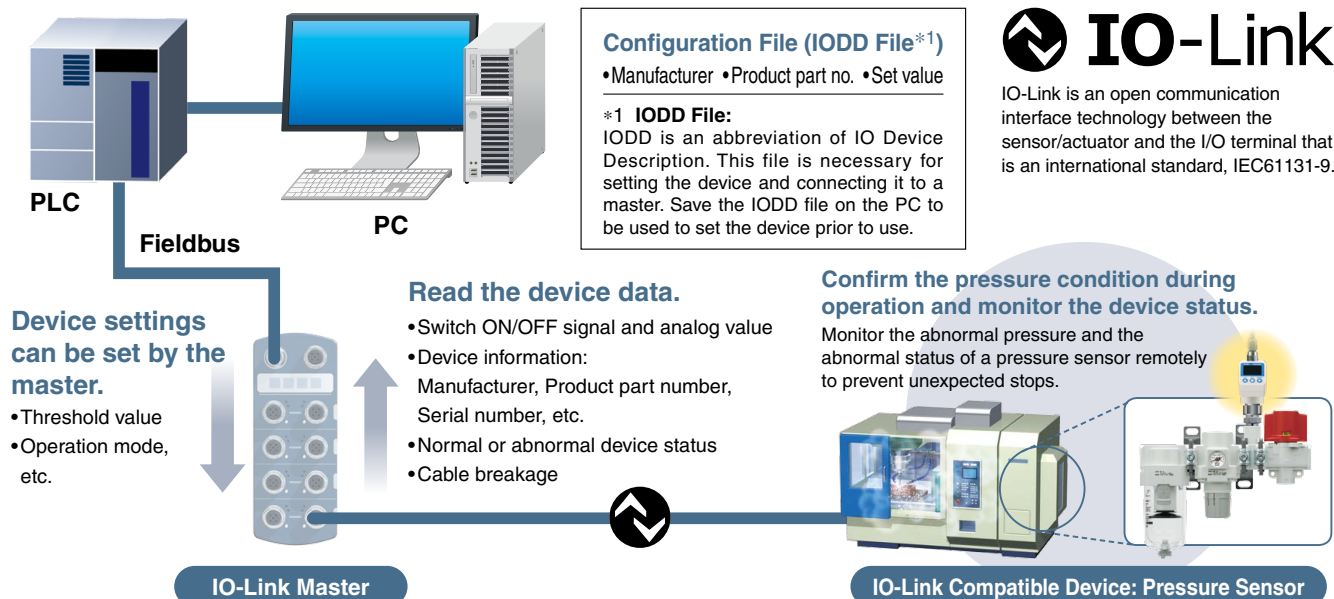 PLC
PC
Fieldbus
Configuration File (IODD File*1)
•Manufacturer •Product part no. •Set value
*1 IODD File:
IODD is an abbreviation of IO Device
Description. This file is necessary for
setting the device and connecting it to a
master. Save the IODD file on the PC to
be used to set the device prior to use.
IO-Link
IO-Link is an open communication
interface technology between the
sensor/actuator and the I/O terminal that
is an international standard, IEC61131-9.
Device settings
can be set by the
master.
•Threshold value
•Operation mode,
etc.
Read the device data.
•Switch ON/OFF signal and analog value
•Device information:
Manufacturer, Product part number,
Serial number, etc.
•Normal or abnormal device status
•Cable breakage
Confirm the pressure condition during
operation and monitor the device status.
Monitor the abnormal pressure and the
abnormal status of a pressure sensor remotely
to prevent unexpected stops.
IO-Link Master
IO-Link Compatible Device: Pressure Sensor